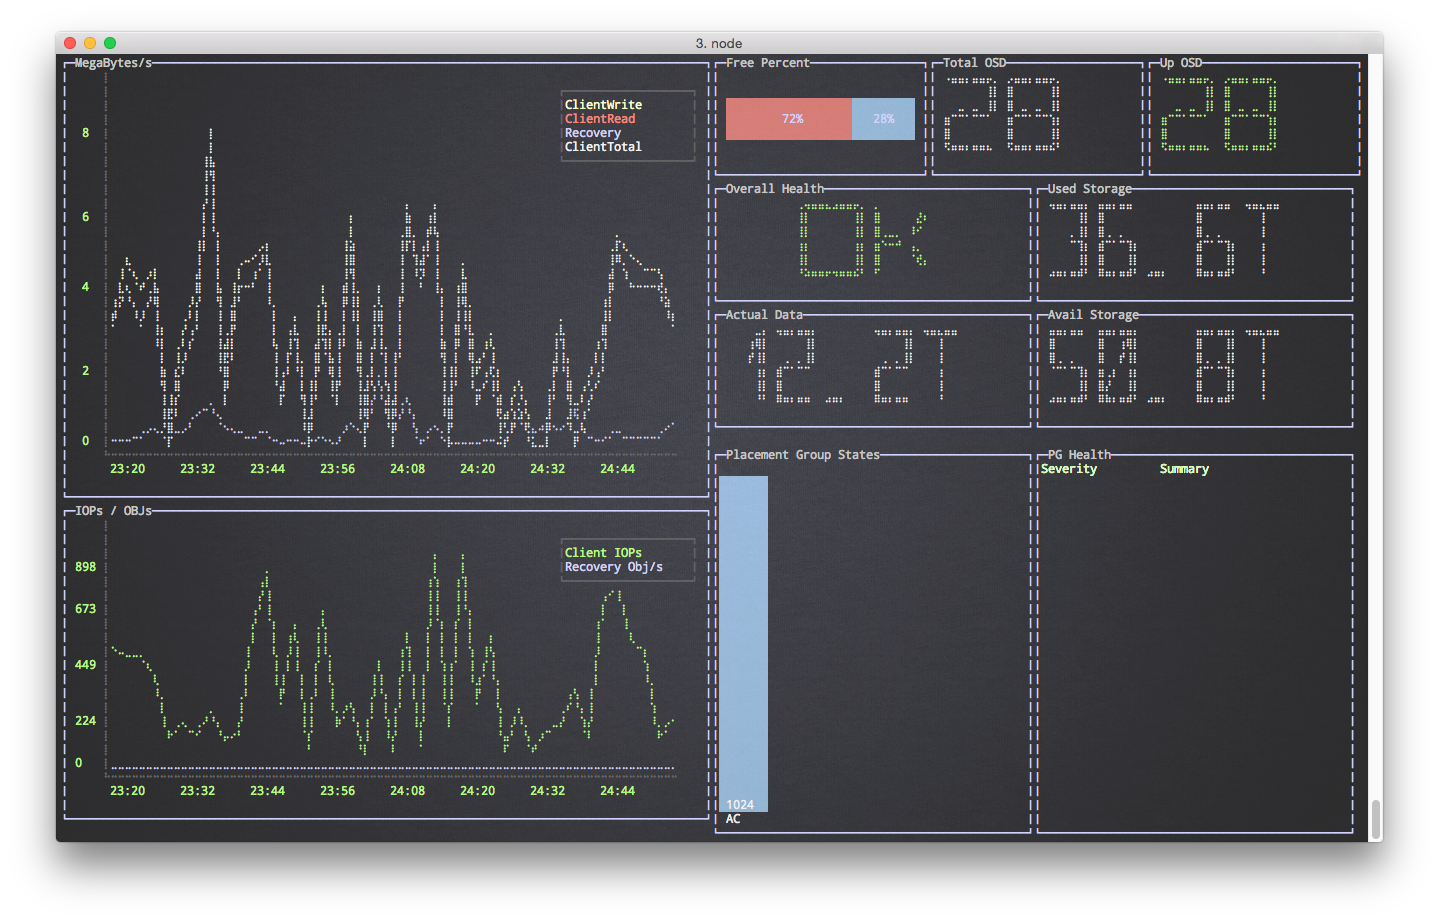 3. node
MegaBytes/s
ClientWrite
ClientRead
Recovery
ClientTotal
8
6
4
2
0
23:20 23:32 23:44 23:56 24:08 24:20 24:32 24:44
IOPs / OBJs
Client IOPs
Recovery Obj/s
898
673
449
224
0
23:20 23:32 23:44 23:56 24:08 24:20 24:32 24:44
Free Percent
72% 28%
Total OSD
28
Up OSD
28
Overall Health
OK
Used Storage
36.6T
Actual Data
12.2T
Avail Storage
50.8T
Placement Group States
1024
AC
PG Health
Severity Summary